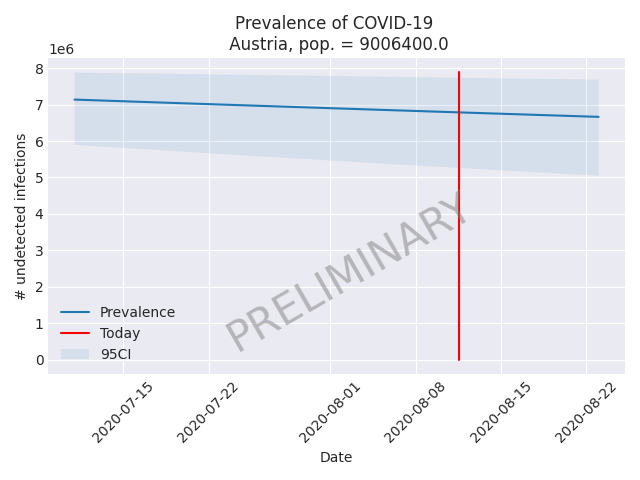 Prevalence of COVID-19
Austria, pop. = 9006400.0
1e6
8
7
6
5
4
3
2
1
0
# undetected infections
PRELIMINARY
Prevalence
Today
95CI
2020-07-15
2020-07-22
2020-08-01
2020-08-08
2020-08-15
2020-08-22
Date